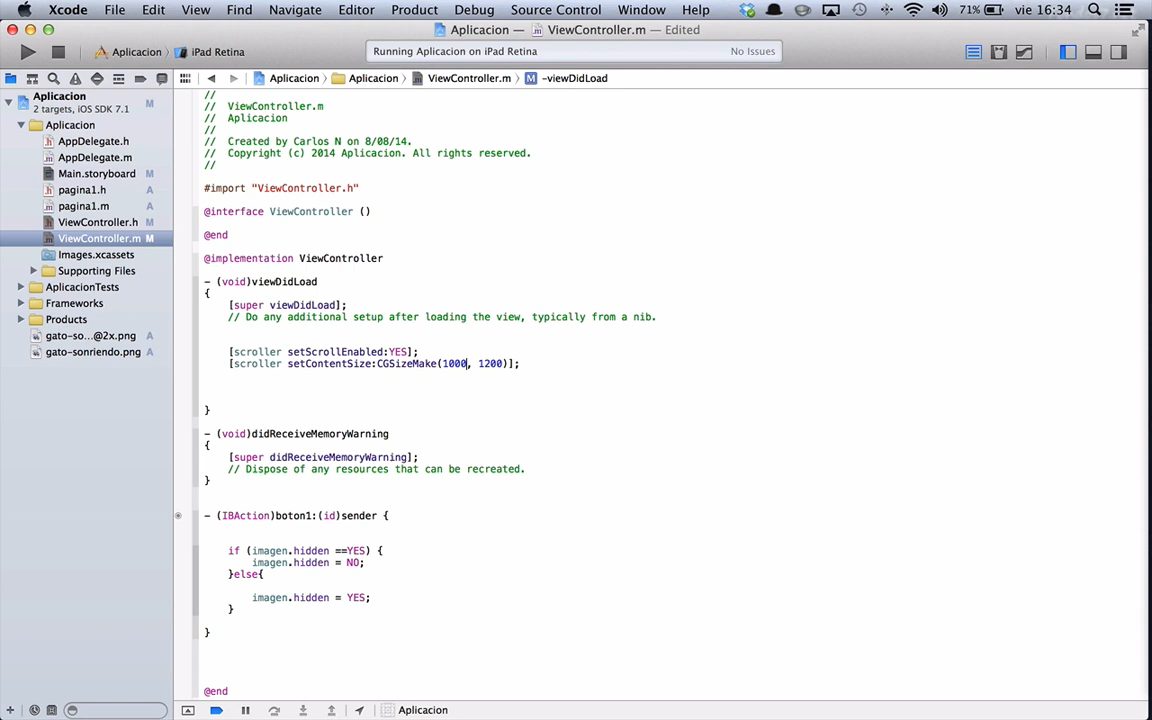 Xcode File Edit View Find Navigate Editor Product Debug Source Control Window Help 71% vie 16:34
Aplicacion — ViewController.m — Edited
Aplicacion iPad Retina Running Aplicacion on iPad Retina No Issues
Aplicacion Aplicacion ViewController.m M -viewDidLoad
Aplicacion
2 targets, iOS SDK 7.1 M
Aplicacion
AppDelegate.h
AppDelegate.m
Main.storyboard M
pagina1.h A
pagina1.m A
ViewController.h M
ViewController.m M
Images.xcassets
Supporting Files
AplicacionTests
Frameworks
Products
gato-so...@2x.png A
gato-sonriendo.png A
//
// ViewController.m
// Aplicacion
//
// Created by Carlos N on 8/08/14.
// Copyright (c) 2014 Aplicacion. All rights reserved.
//
#import "ViewController.h"
@interface ViewController ()
@end
@implementation ViewController
- (void)viewDidLoad
{
[super viewDidLoad];
// Do any additional setup after loading the view, typically from a nib.
[scroller setScrollEnabled:YES];
[scroller setContentSize:CGSizeMake(1000, 1200)];
}
- (void)didReceiveMemoryWarning
{
[super didReceiveMemoryWarning];
// Dispose of any resources that can be recreated.
}
- (IBAction)boton1:(id)sender {
if (imagen.hidden ==YES) {
imagen.hidden = NO;
}else{
imagen.hidden = YES;
}
}
@end
Aplicacion